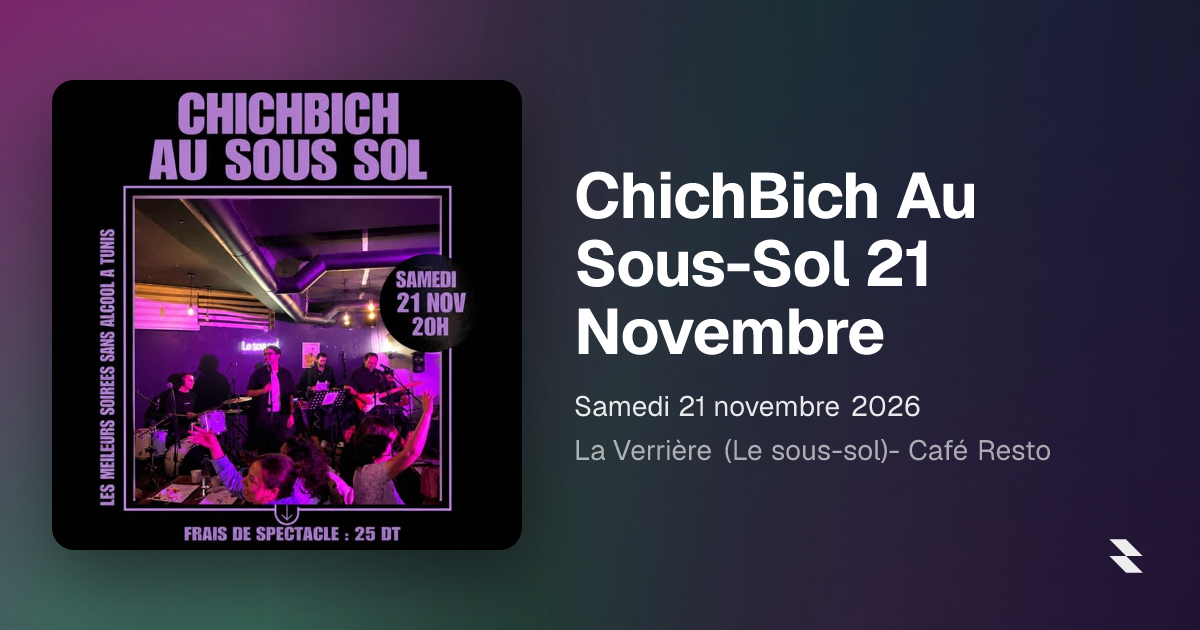 CHICHBICH
AU SOUS SOL
LES MEILLEURS SOIREES SANS ALCOOL A TUNIS
SAMEDI
21 NOV
20H
FRAIS DE SPECTACLE : 25 DT
ChichBich Au
Sous-Sol 21
Novembre
Samedi 21 novembre 2026
La Verrière (Le sous-sol)- Café Resto